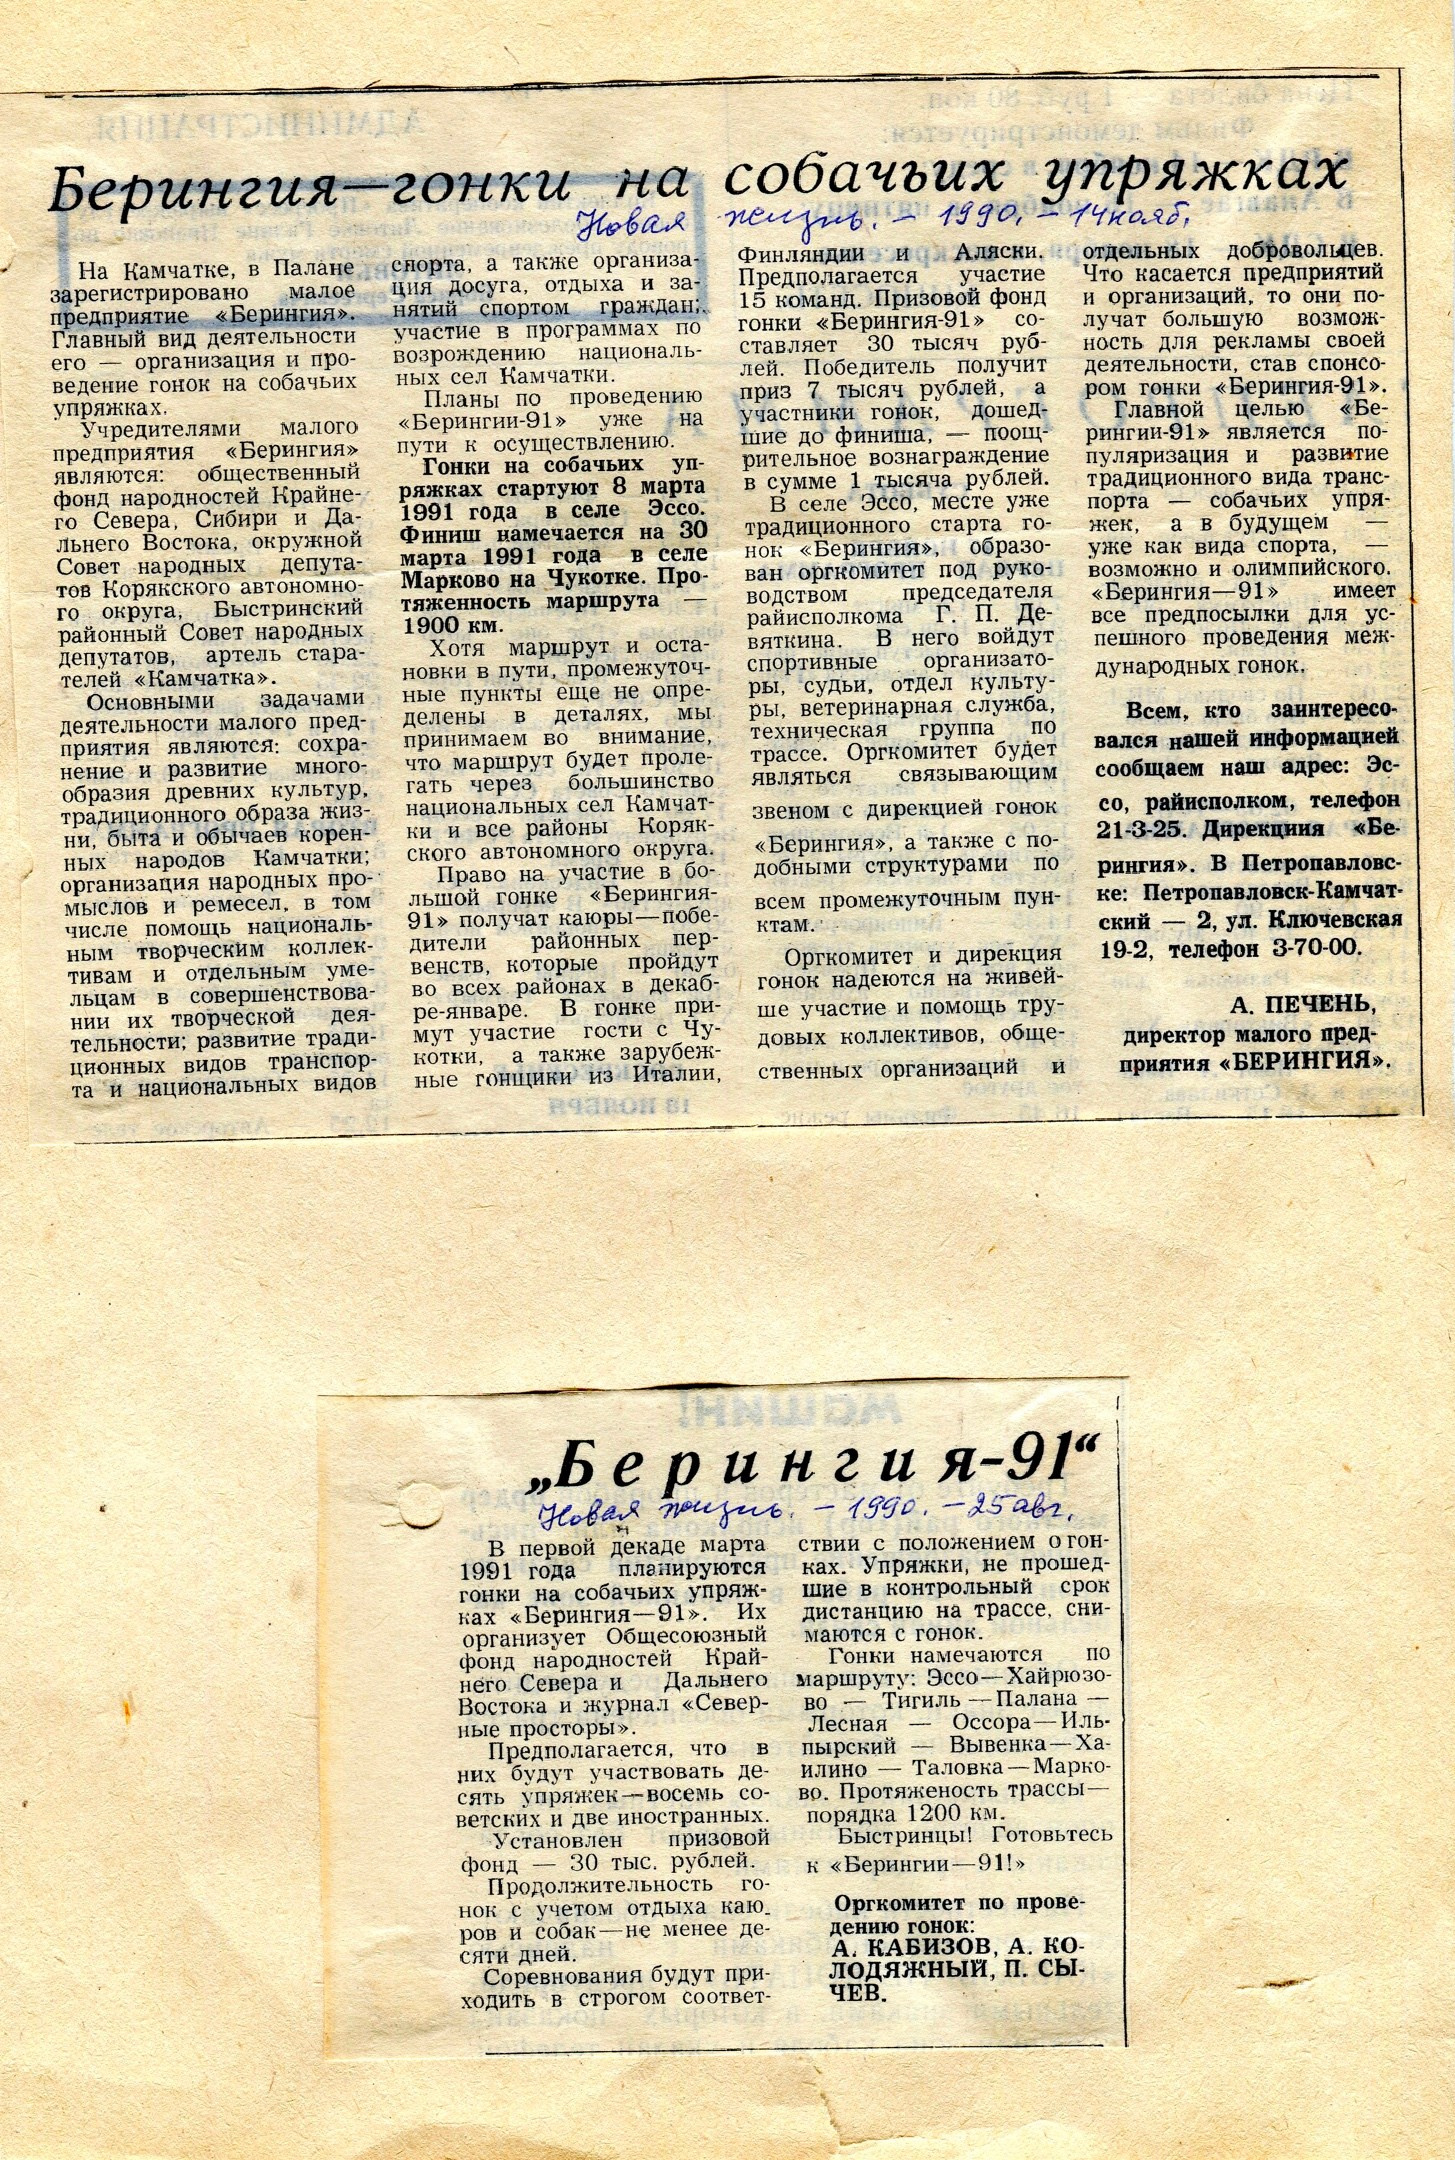 Берингия—гонки на собачьих упряжках
Новая жизнь. – 1990. – 14 нояб.
На Камчатке, в Палане
зарегистрировано малое
предприятие «Берингия».
Главный вид деятельности
его — организация и про-
ведение гонок на собачьих
упряжках.
Учредителями малого
предприятия «Берингия»
являются: общественный
фонд народностей Крайне-
го Севера, Сибири и Да-
льнего Востока, окружной
Совет народных депута-
тов Корякского автономно-
го округа, Быстринский
районный Совет народных
депутатов, артель стара-
телей «Камчатка».
Основными задачами
деятельности малого пред-
приятия являются: сохра-
нение и развитие много-
образия древних культур,
традиционного образа жиз-
ни, быта и обычаев корен-
ных народов Камчатки;
организация народных про-
мыслов и ремесел, в том
числе помощь националь-
ным творческим коллек-
тивам и отдельным уме-
льцам в совершенствова-
нии их творческой дея-
тельности; развитие тради-
ционных видов транспор-
та и национальных видов
спорта, а также организа-
ция досуга, отдыха и за-
нятий спортом граждан;
участие в программах по
возрождению националь-
ных сел Камчатки.
Планы по проведению
«Берингии-91» уже на
пути к осуществлению.
Гонки на собачьих уп-
ряжках стартуют 8 марта
1991 года в селе Эссо.
Финиш намечается на 30
марта 1991 года в селе
Марково на Чукотке. Про-
тяженность маршрута —
1900 км.
Хотя маршрут и оста-
новки в пути, промежуточ-
ные пункты еще не опре-
делены в деталях, мы
принимаем во внимание,
что маршрут будет проле-
гать через большинство
национальных сел Камчат-
ки и все районы Коряк-
ского автономного округа.
Право на участие в бо-
льшой гонке «Берингия-
91» получат каюры—побе-
дители районных пер-
венств, которые пройдут
во всех районах в декаб-
ре-январе. В гонке при-
мут участие гости с Чу-
котки, а также зарубеж-
ные гонщики из Италии,
Финляндии и Аляски.
Предполагается участие
15 команд. Призовой фонд
гонки «Берингия-91» со-
ставляет 30 тысяч руб-
лей. Победитель получит
приз 7 тысяч рублей, а
участники гонок, дошед-
шие до финиша, — поощ-
рительное вознаграждение
в сумме 1 тысяча рублей.
В селе Эссо, месте уже
традиционного старта го-
нок «Берингия», образо-
ван оргкомитет под руко-
водством председателя
райисполкома Г. П. Де-
вяткина. В него войдут
спортивные организато-
ры, судьи, отдел культу-
ры, ветеринарная служба,
техническая группа по
трассе. Оргкомитет будет
являться связывающим
звеном с дирекцией гонок
«Берингия», а также с по-
добными структурами по
всем промежуточным пун-
ктам.
Оргкомитет и дирекция
гонок надеются на живей-
ше участие и помощь тру-
довых коллективов, обще-
ственных организаций и
отдельных добровольцев.
Что касается предприятий
и организаций, то они по-
лучат большую возмож-
ность для рекламы своей
деятельности, став спонсо-
ром гонки «Берингия-91».
Главной целью «Бе-
рингии-91» является по-
пуляризация и развитие
традиционного вида транс-
порта — собачьих упря-
жек, а в будущем —
уже как вида спорта, —
возможно и олимпийского.
«Берингия—91» имеет
все предпосылки для ус-
пешного проведения меж-
дународных гонок.
Всем, кто заинтересо-
вался нашей информацией
сообщаем наш адрес: Эс-
со, райисполком, телефон
21-3-25. Дирекциия «Бе-
рингия». В Петропавловс-
ке: Петропавловск-Камчат-
ский — 2, ул. Ключевская
19-2, телефон 3-70-00.
А. ПЕЧЕНЬ,
директор малого пред-
приятия «БЕРИНГИЯ».
„Берингия-91“
Новая жизнь. – 1990. – 25 авг.
В первой декаде марта
1991 года планируются
гонки на собачьих упряж-
ках «Берингия—91». Их
организует Общесоюзный
фонд народностей Край-
него Севера и Дальнего
Востока и журнал «Север-
ные просторы».
Предполагается, что в
них будут участвовать де-
сять упряжек—восемь со-
ветских и две иностранных.
Установлен призовой
фонд — 30 тыс. рублей.
Продолжительность го-
нок с учетом отдыха каю-
ров и собак—не менее де-
сяти дней.
Соревнования будут при-
ходить в строгом соответ-
ствии с положением о гон-
ках. Упряжки, не прошед-
шие в контрольный срок
дистанцию на трассе, сни-
маются с гонок.
Гонки намечаются по
маршруту: Эссо—Хайрюзо-
во — Тигиль —Палана —
Лесная — Оссора—Иль-
пырский — Вывенка—Ха-
илино — Таловка—Марко-
во. Протяженость трассы—
порядка 1200 км.
Быстринцы! Готовьтесь
к «Берингии—91!»
Оргкомитет по прове-
дению гонок:
А. КАБИЗОВ, А. КО-
ЛОДЯЖНЫЙ, П. СЫ-
ЧЕВ.